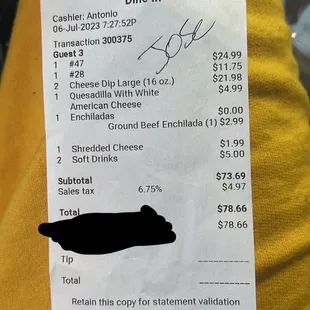 Dine In
Cashier: Antonio
06-Jul-2023 7:27:52P
Transaction 300375
Guest 3
Jose
1 #47 $24.99
1 #28 $11.75
2 Cheese Dip Large (16 oz.) $21.98
1 Quesadilla With White $4.99
American Cheese
1 Enchiladas $0.00
Ground Beef Enchilada (1) $2.99
1 Shredded Cheese $1.99
2 Soft Drinks $5.00
Subtotal $73.69
Sales tax 6.75% $4.97
Total $78.66
$78.66
Tip
Total
Retain this copy for statement validation